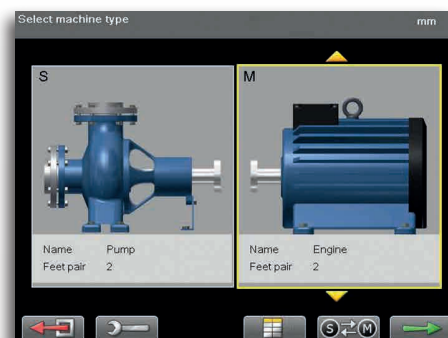 Select machine type
mm
S
Name Pump
Feet pair 2
M
Name Engine
Feet pair 2
S M